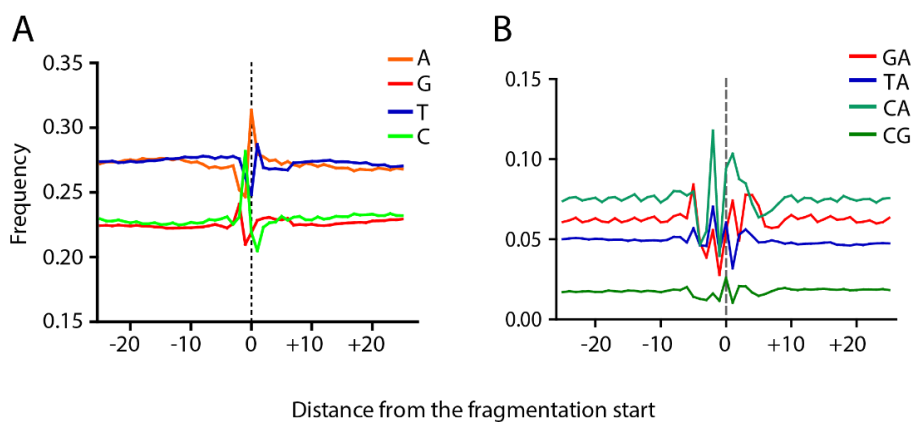 A
B
Frequency
0.35
0.30
0.25
0.20
0.15
-20 -10 0 +10 +20
A
G
T
C
0.15
0.10
0.05
0.00
-20 -10 0 +10 +20
GA
TA
CA
CG
Distance from the fragmentation start